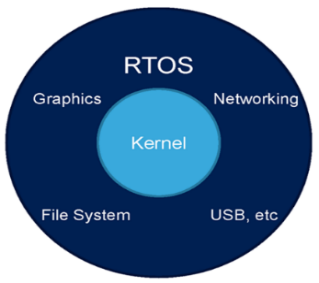 RTOS
Graphics
Networking
Kernel
File System
USB, etc